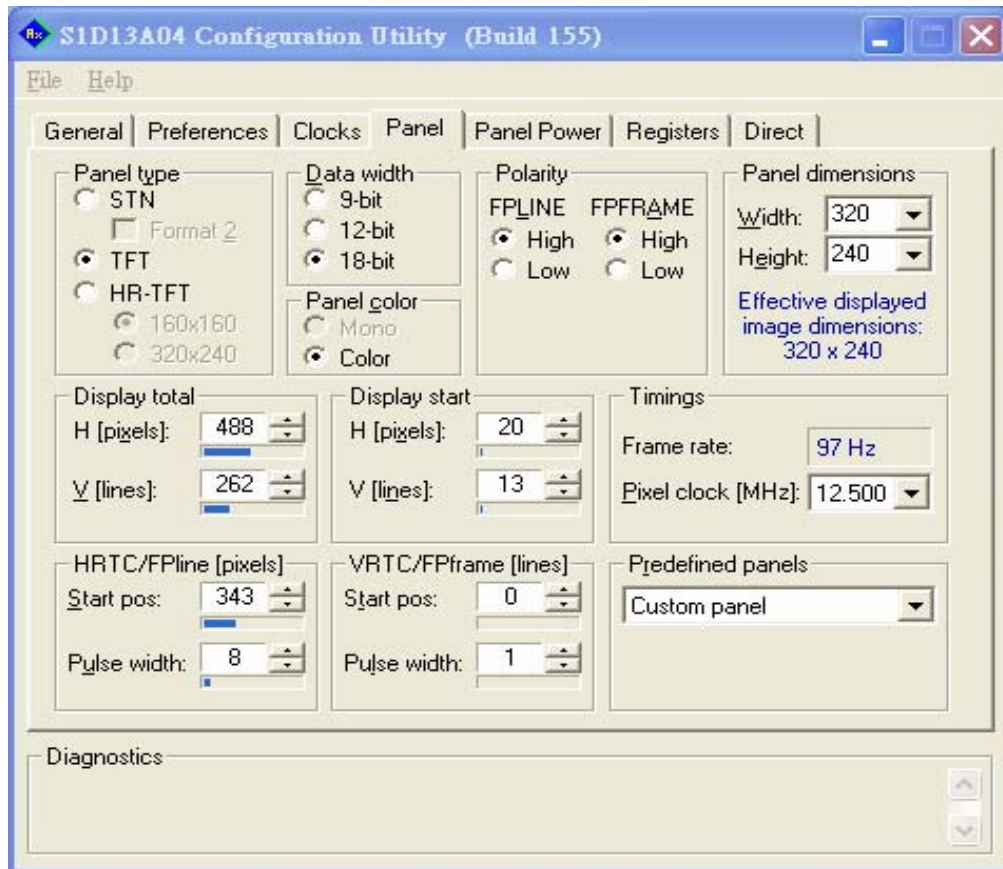 S1D13A04 Configuration Utility (Build 155)
File Help
General Preferences Clocks Panel Panel Power Registers Direct
Panel type
STN
Format 2
TFT
HR-TFT
160x160
320x240
Data width
9-bit
12-bit
18-bit
Panel color
Mono
Color
Polarity
FPLINE FPFRAME
High High
Low Low
Panel dimensions
Width: 320
Height: 240
Effective displayed
image dimensions:
320 x 240
Display total
H [pixels]: 488
V [lines]: 262
Display start
H [pixels]: 20
V [lines]: 13
Timings
Frame rate: 97 Hz
Pixel clock [MHz]: 12.500
HRTC/FPline [pixels]
Start pos: 343
Pulse width: 8
VRTC/FPframe [lines]
Start pos: 0
Pulse width: 1
Predefined panels
Custom panel
Diagnostics